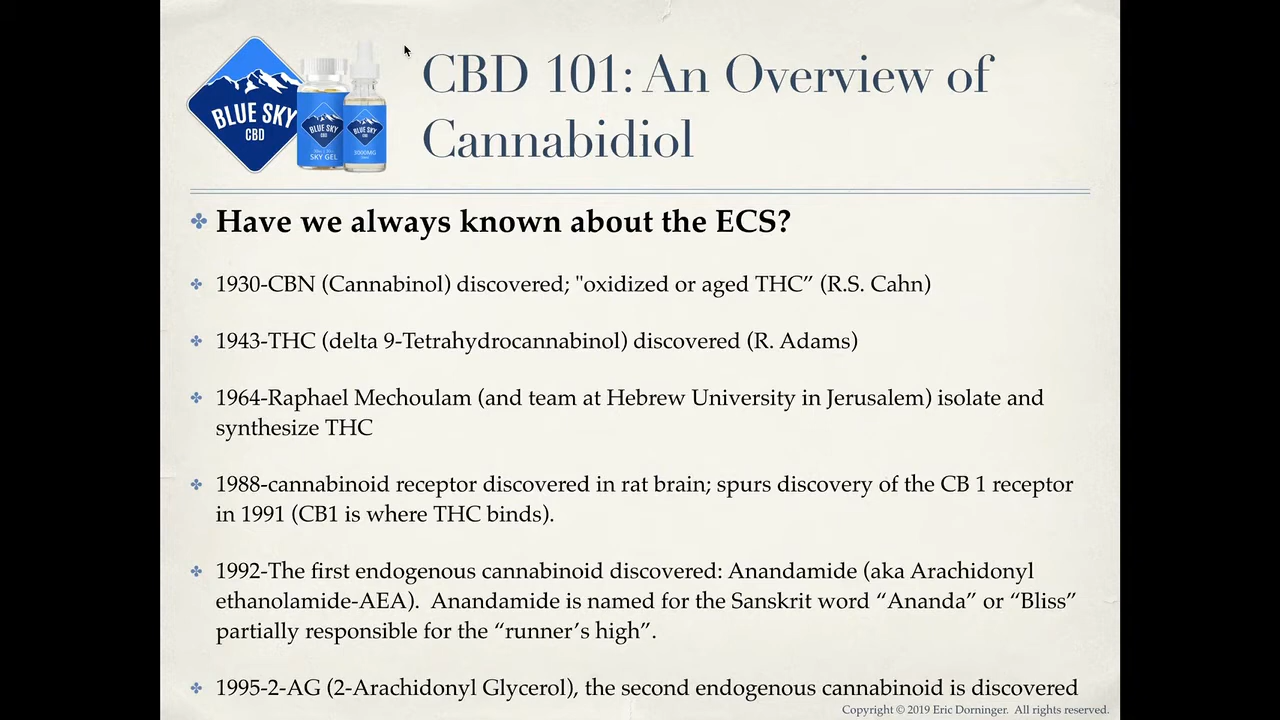 BLUE SKY
CBD
BLUE SKY
CBD
SKY GEL
BLUE SKY
CBD
3000MG
CBD 101: An Overview of
Cannabidiol
Have we always known about the ECS?
1930-CBN (Cannabinol) discovered; "oxidized or aged THC” (R.S. Cahn)
1943-THC (delta 9-Tetrahydrocannabinol) discovered (R. Adams)
1964-Raphael Mechoulam (and team at Hebrew University in Jerusalem) isolate and
synthesize THC
1988-cannabinoid receptor discovered in rat brain; spurs discovery of the CB 1 receptor
in 1991 (CB1 is where THC binds).
1992-The first endogenous cannabinoid discovered: Anandamide (aka Arachidonyl
ethanolamide-AEA).  Anandamide is named for the Sanskrit word “Ananda” or “Bliss”
partially responsible for the “runner’s high”.
1995-2-AG (2-Arachidonyl Glycerol), the second endogenous cannabinoid is discovered
Copyright © 2019 Eric Dorninger.  All rights reserved.